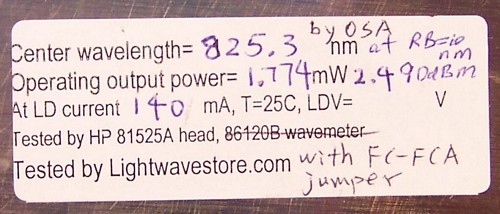 by OSA
Center wavelength= 825.3 nm at RB=10 nm
Operating output power= 1.774mW 2.490dBm
At LD current 140 mA, T=25C, LDV= V
Tested by HP 81525A head, 86120B wavemeter
Tested by Lightwavestore.com with FC-FCA
jumper